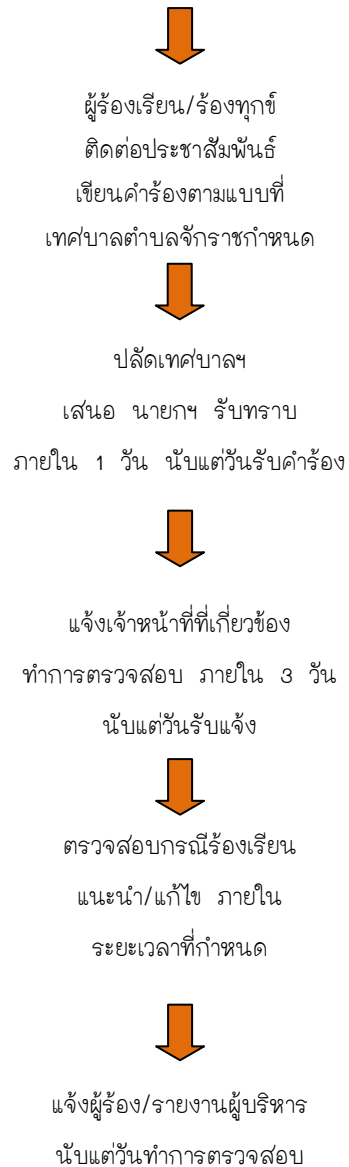 ผู้ร้องเรียน/ร้องทุกข์
ติดต่อประชาสัมพันธ์
เขียนคำร้องตามแบบที่
เทศบาลตำบลจักราชกำหนด
ปลัดเทศบาลฯ
เสนอ นายกฯ รับทราบ
ภายใน 1 วัน นับแต่วันรับคำร้อง
แจ้งเจ้าหน้าที่ที่เกี่ยวข้อง
ทำการตรวจสอบ ภายใน 3 วัน
นับแต่วันรับแจ้ง
ตรวจสอบกรณีร้องเรียน
แนะนำ/แก้ไข ภายใน
ระยะเวลาที่กำหนด
แจ้งผู้ร้อง/รายงานผู้บริหาร
นับแต่วันทำการตรวจสอบ